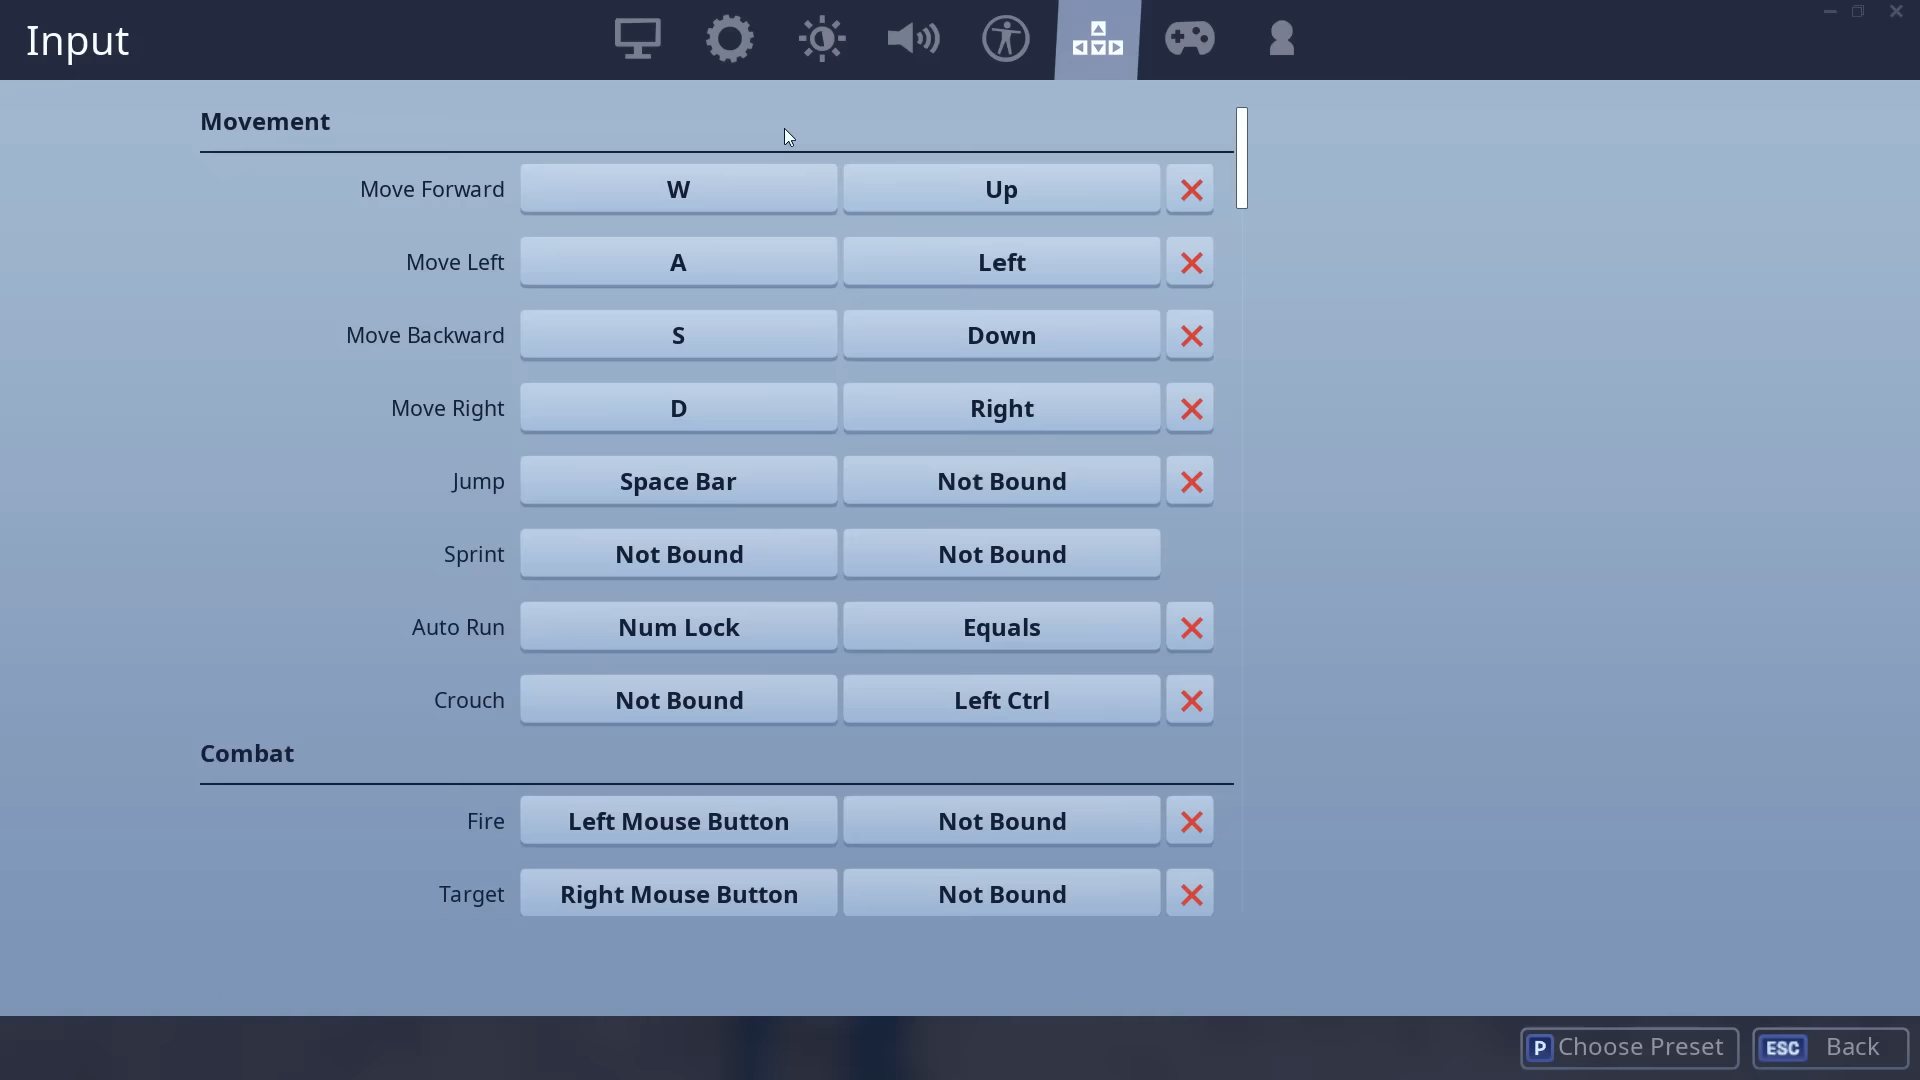 Input
Movement
Move Forward W Up
Move Left A Left
Move Backward S Down
Move Right D Right
Jump Space Bar Not Bound
Sprint Not Bound Not Bound
Auto Run Num Lock Equals
Crouch Not Bound Left Ctrl
Combat
Fire Left Mouse Button Not Bound
Target Right Mouse Button Not Bound
P Choose Preset ESC Back